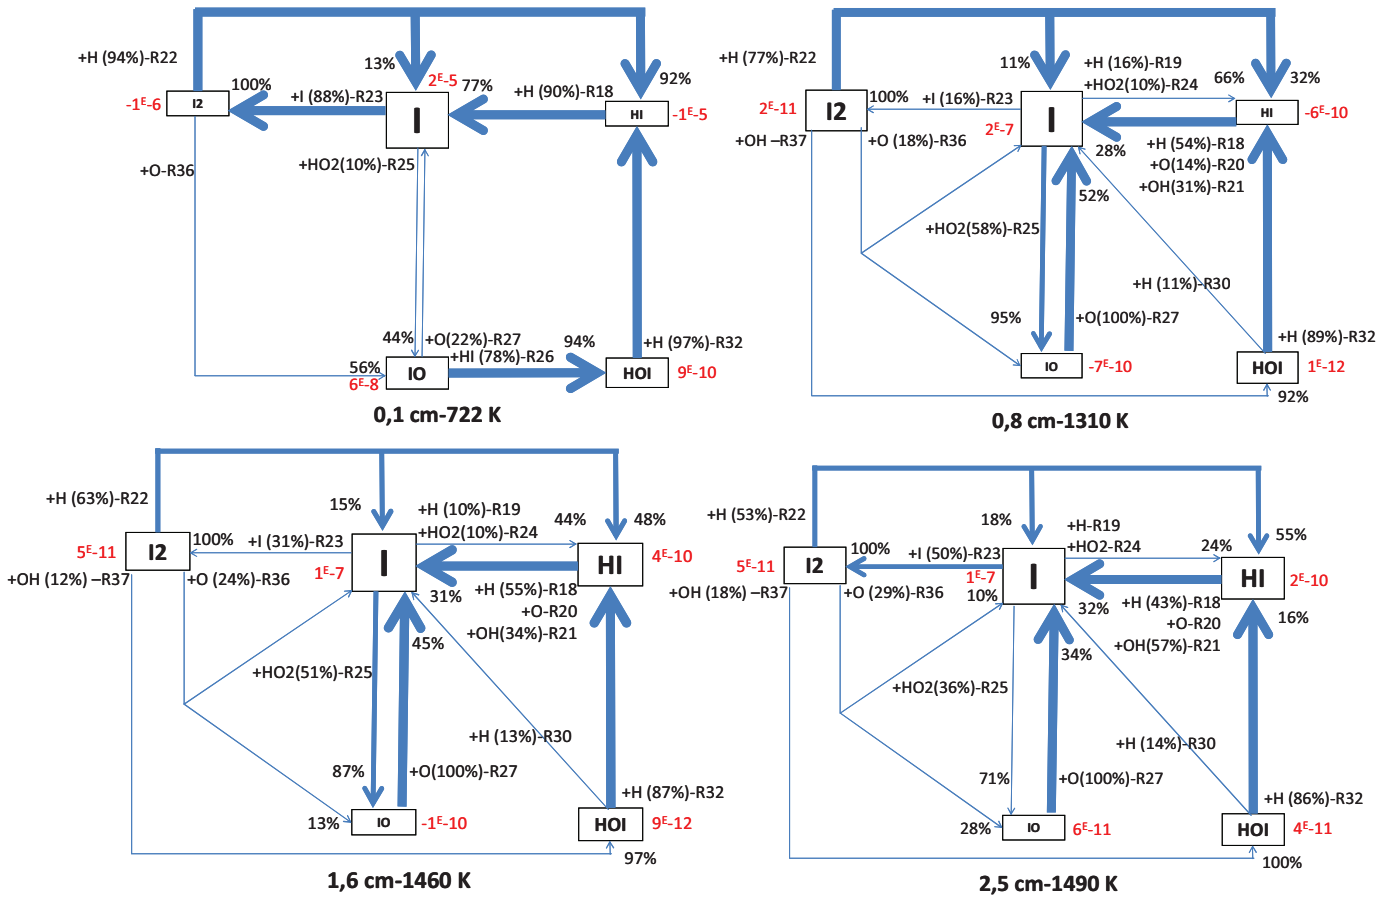 +H (94%)-R22
13%
2E-5
92%
I2
100%
+I (88%)-R23
I
77%
+H (90%)-R18
HI
-1E-6
-1E-5
+HO2(10%)-R25
+O-R36
44%
+O(22%)-R27
+HI (78%)-R26
94%
+H (97%)-R32
56%
6E-8
IO
HOI
9E-10
0,1 cm-722 K
+H (77%)-R22
11%
+H (16%)-R19
+HO2(10%)-R24
66%
32%
2E-11
I2
100%
+I (16%)-R23
I
HI
-6E-10
2E-7
+OH –R37
+O (18%)-R36
28%
+H (54%)-R18
+O(14%)-R20
+OH(31%)-R21
52%
+HO2(58%)-R25
+H (11%)-R30
95%
+O(100%)-R27
+H (89%)-R32
IO
-7E-10
HOI
1E-12
92%
0,8 cm-1310 K
+H (63%)-R22
15%
+H (10%)-R19
+HO2(10%)-R24
44%
48%
5E-11
I2
100%
+I (31%)-R23
I
HI
4E-10
1E-7
+OH (12%) –R37
+O (24%)-R36
31%
+H (55%)-R18
+O-R20
+OH(34%)-R21
45%
+HO2(51%)-R25
+H (13%)-R30
87%
+O(100%)-R27
+H (87%)-R32
13%
IO
-1E-10
HOI
9E-12
97%
1,6 cm-1460 K
+H (53%)-R22
18%
+H-R19
+HO2-R24
24%
55%
5E-11
I2
100%
+I (50%)-R23
I
HI
2E-10
1E-7
+OH (18%) –R37
+O (29%)-R36
10%
32%
+H (43%)-R18
+O-R20
+OH(57%)-R21
16%
34%
+HO2(36%)-R25
+H (14%)-R30
71%
+O(100%)-R27
+H (86%)-R32
28%
IO
6E-11
HOI
4E-11
100%
2,5 cm-1490 K